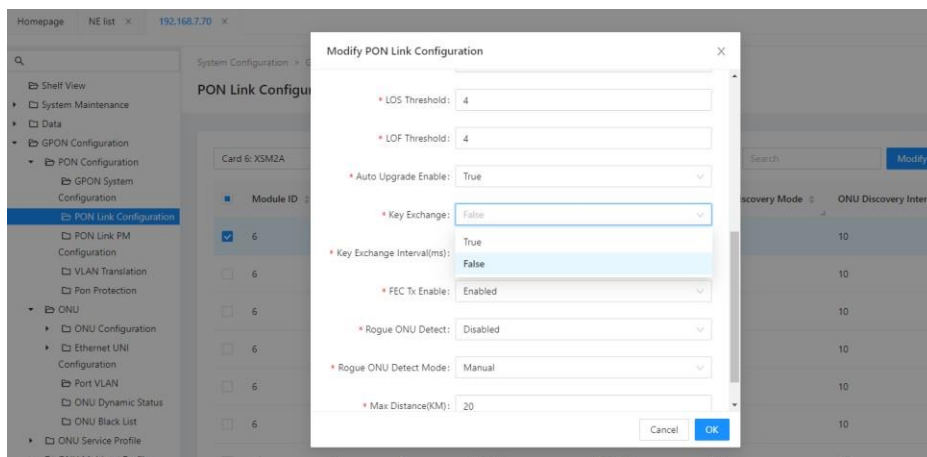 Homepage
NE list
192.168.7.70
Shelf View
System Maintenance
Data
GPON Configuration
PON Configuration
GPON System
Configuration
PON Link Configuration
PON Link PM
Configuration
VLAN Translation
Pon Protection
ONU
ONU Configuration
Ethernet UNI
Configuration
Port VLAN
ONU Dynamic Status
ONU Black List
ONU Service Profile
System Configuration > G
PON Link Configu
Card 6: XSM2A
Search
Modify
Module ID
scovery Mode
ONU Discovery Inter
6
10
6
10
6
10
6
10
6
10
Modify PON Link Configuration
* LOS Threshold: 4
* LOF Threshold: 4
* Auto Upgrade Enable: True
* Key Exchange: False
True
False
* Key Exchange Interval(ms):
* FEC Tx Enable: Enabled
* Rogue ONU Detect: Disabled
* Rogue ONU Detect Mode: Manual
* Max Distance(KM): 20
Cancel
OK